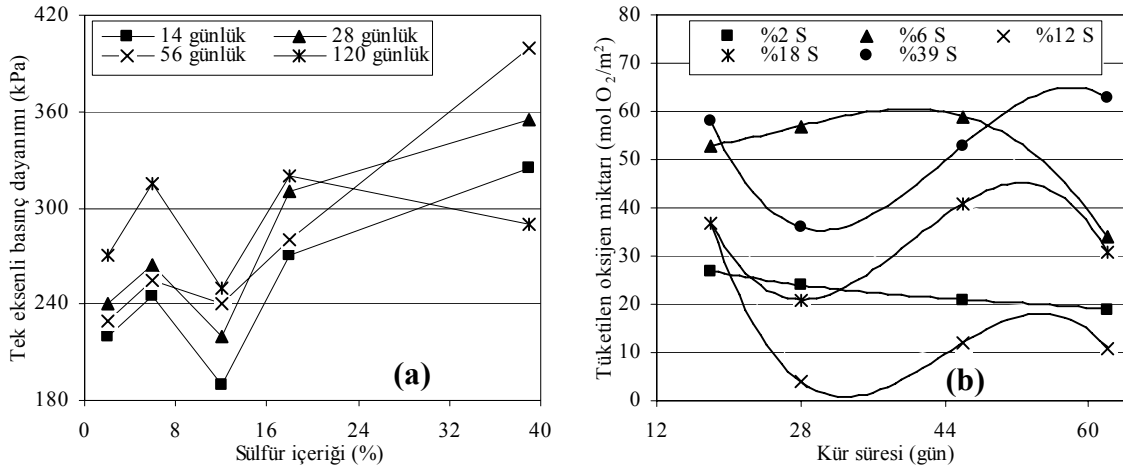 Tek eksenli basınç dayanımı (kPa)
420
360
300
240
180
14 günlük
28 günlük
56 günlük
120 günlük
(a)
0
8
16
24
32
40
Sülfür içeriği (%)
Tüketilen oksijen miktarı (mol O2/m²)
80
70
60
50
40
30
20
10
0
%2 S
%6 S
%12 S
%18 S
%39 S
(b)
12
28
44
60
Kür süresi (gün)